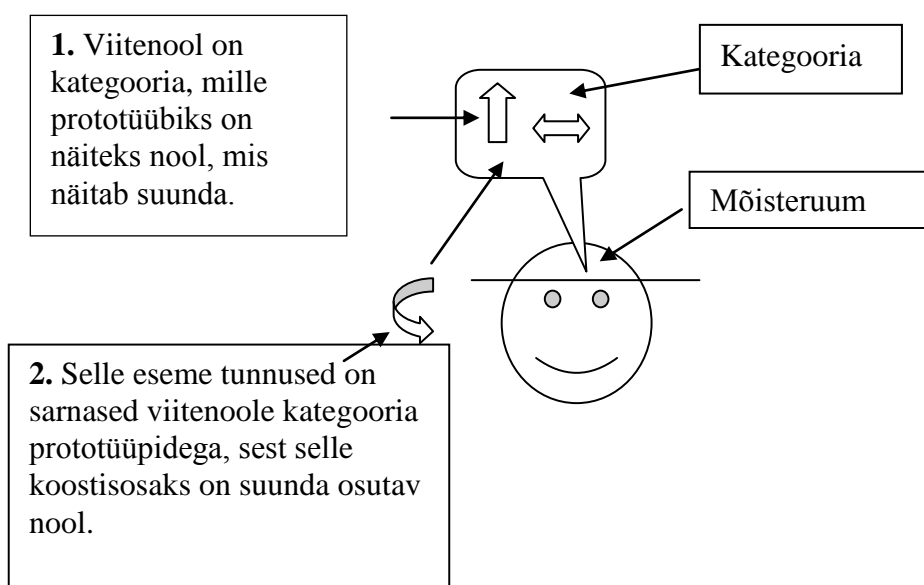 1. Viitenool on
kategooria, mille
prototüübiks on
näiteks nool, mis
näitab suunda.
Kategooria
Mõisteruum
2. Selle eseme tunnused on
sarnased viitenoole kategooria
prototüüpidega, sest selle
koostisosaks on suunda osutav
nool.